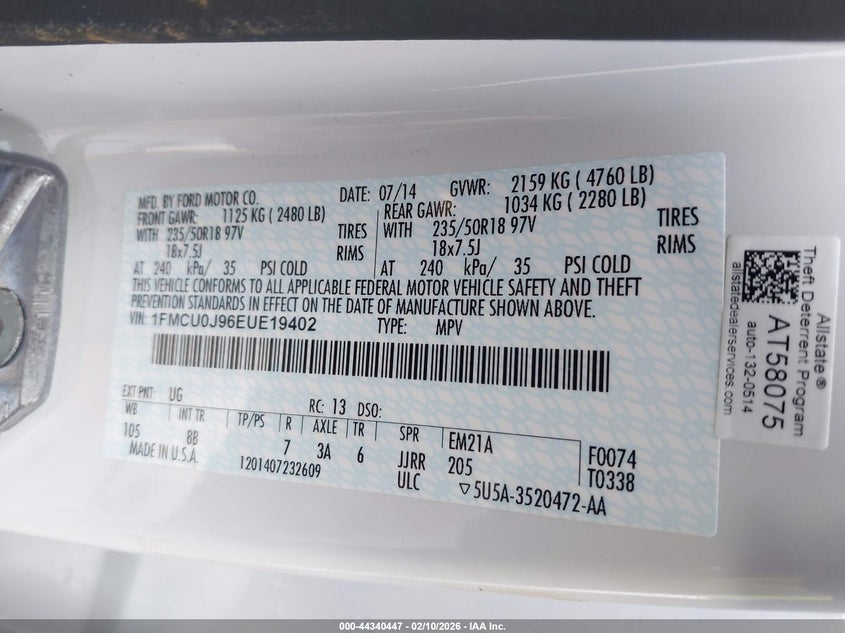 MFD. BY FORD MOTOR CO.
DATE: 07/14
GVWR: 2159 KG ( 4760 LB)
FRONT GAWR: 1125 KG ( 2480 LB)
REAR GAWR: 1034 KG ( 2280 LB)
WITH 235/50R18 97V TIRES
WITH 235/50R18 97V TIRES
18x7.5J RIMS
18x7.5J RIMS
AT 240 kPa/ 35 PSI COLD
AT 240 kPa/ 35 PSI COLD
THIS VEHICLE CONFORMS TO ALL APPLICABLE FEDERAL MOTOR VEHICLE SAFETY AND THEFT
PREVENTION STANDARDS IN EFFECT ON THE DATE OF MANUFACTURE SHOWN ABOVE.
VIN: 1FMCU0J96EUE19402
TYPE: MPV
EXT PNT: UG
RC: 13 DSO:
WB INT TR TP/PS R AXLE TR SPR EM21A F0074
105 8B 7 3A 6 JJRR 205 T0338
MADE IN U.S.A. 1201407232609 ULC ▽5U5A-3520472-AA
Allstate®
Theft Deterrent Program
AT58075
auto-132-0514
allstatedealerservices.com
000-44340447 - 02/10/2026 - IAA Inc.